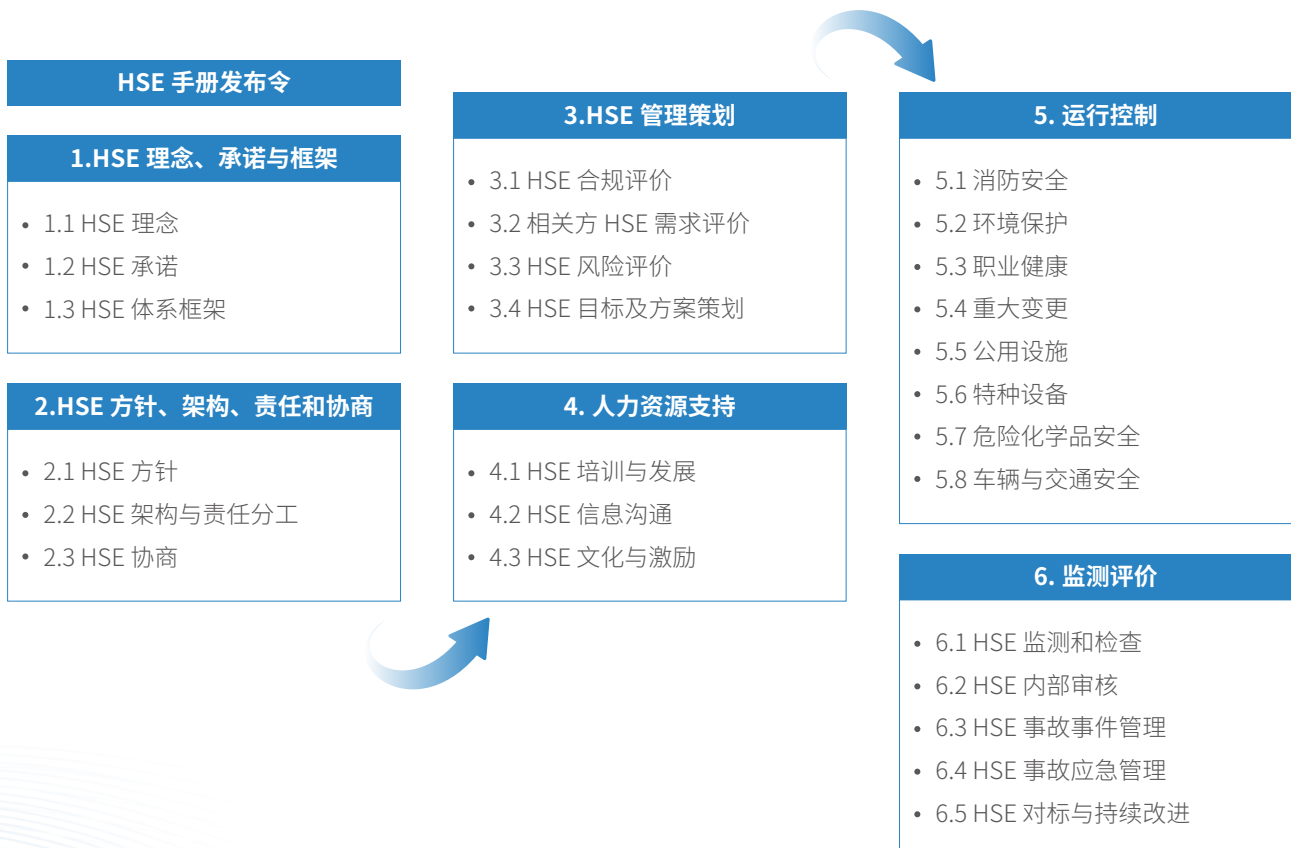 HSE 手册发布令
1.HSE 理念、承诺与框架
• 1.1 HSE 理念
• 1.2 HSE 承诺
• 1.3 HSE 体系框架
2.HSE 方针、架构、责任和协商
• 2.1 HSE 方针
• 2.2 HSE 架构与责任分工
• 2.3 HSE 协商
3.HSE 管理策划
• 3.1 HSE 合规评价
• 3.2 相关方 HSE 需求评价
• 3.3 HSE 风险评价
• 3.4 HSE 目标及方案策划
4. 人力资源支持
• 4.1 HSE 培训与发展
• 4.2 HSE 信息沟通
• 4.3 HSE 文化与激励
5. 运行控制
• 5.1 消防安全
• 5.2 环境保护
• 5.3 职业健康
• 5.4 重大变更
• 5.5 公用设施
• 5.6 特种设备
• 5.7 危险化学品安全
• 5.8 车辆与交通安全
6. 监测评价
• 6.1 HSE 监测和检查
• 6.2 HSE 内部审核
• 6.3 HSE 事故事件管理
• 6.4 HSE 事故应急管理
• 6.5 HSE 对标与持续改进